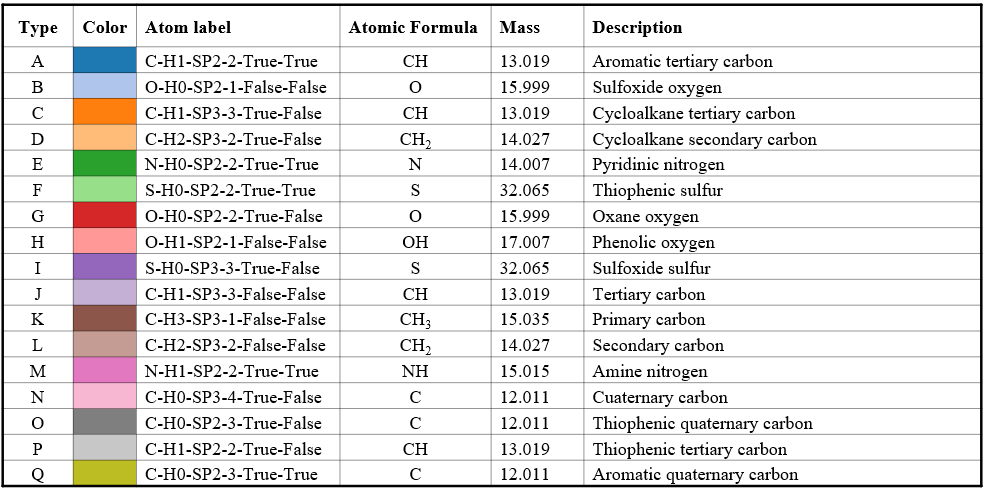 Type Color Atom label Atomic Formula Mass Description
A C-H1-SP2-2-True-True CH 13.019 Aromatic tertiary carbon
B O-H0-SP2-1-False-False O 15.999 Sulfoxide oxygen
C C-H1-SP3-3-True-False CH 13.019 Cycloalkane tertiary carbon
D C-H2-SP3-2-True-False CH₂ 14.027 Cycloalkane secondary carbon
E N-H0-SP2-2-True-True N 14.007 Pyridinic nitrogen
F S-H0-SP2-2-True-True S 32.065 Thiophenic sulfur
G O-H0-SP2-2-True-False O 15.999 Oxane oxygen
H O-H1-SP2-1-False-False OH 17.007 Phenolic oxygen
I S-H0-SP3-3-True-False S 32.065 Sulfoxide sulfur
J C-H1-SP3-3-False-False CH 13.019 Tertiary carbon
K C-H3-SP3-1-False-False CH₃ 15.035 Primary carbon
L C-H2-SP3-2-False-False CH₂ 14.027 Secondary carbon
M N-H1-SP2-2-True-True NH 15.015 Amine nitrogen
N C-H0-SP3-4-True-False C 12.011 Cuaternary carbon
O C-H0-SP2-3-True-False C 12.011 Thiophenic quaternary carbon
P C-H1-SP2-2-True-False CH 13.019 Thiophenic tertiary carbon
Q C-H0-SP2-3-True-True C 12.011 Aromatic quaternary carbon